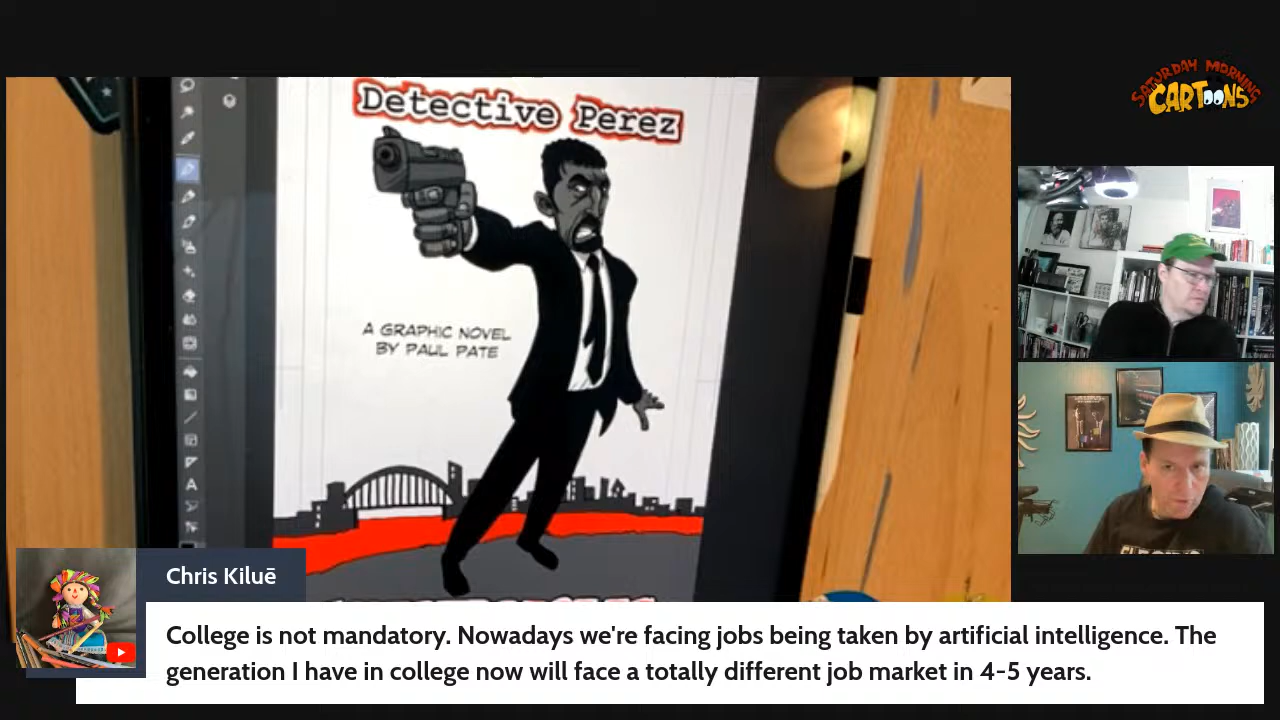 SATURDAY MORNING
CARTOONS
Detective Perez
A GRAPHIC NOVEL
BY PAUL PATE
Chris Kiluē
College is not mandatory. Nowadays we're facing jobs being taken by artificial intelligence. The
generation I have in college now will face a totally different job market in 4-5 years.